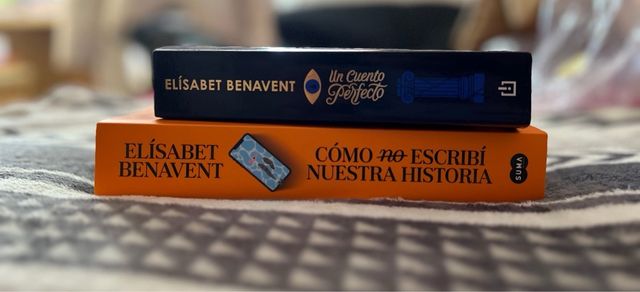 ELÍSABET BENAVENT
Un Cuento
Perfecto
ELÍSABET
BENAVENT
CÓMO no ESCRIBÍ
NUESTRA HISTORIA
SUMA